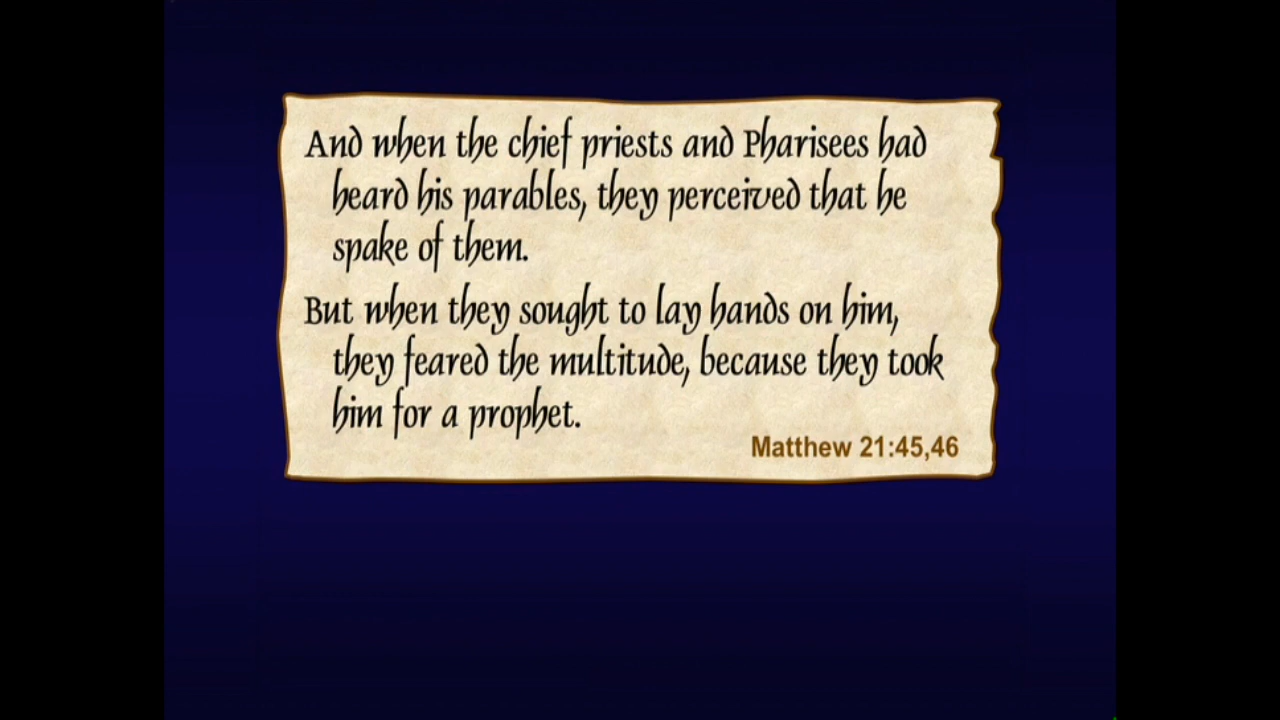 And when the chief priests and Pharisees had
heard his parables, they perceived that he
spake of them.
But when they sought to lay hands on him,
they feared the multitude, because they took
him for a prophet.
Matthew 21:45,46